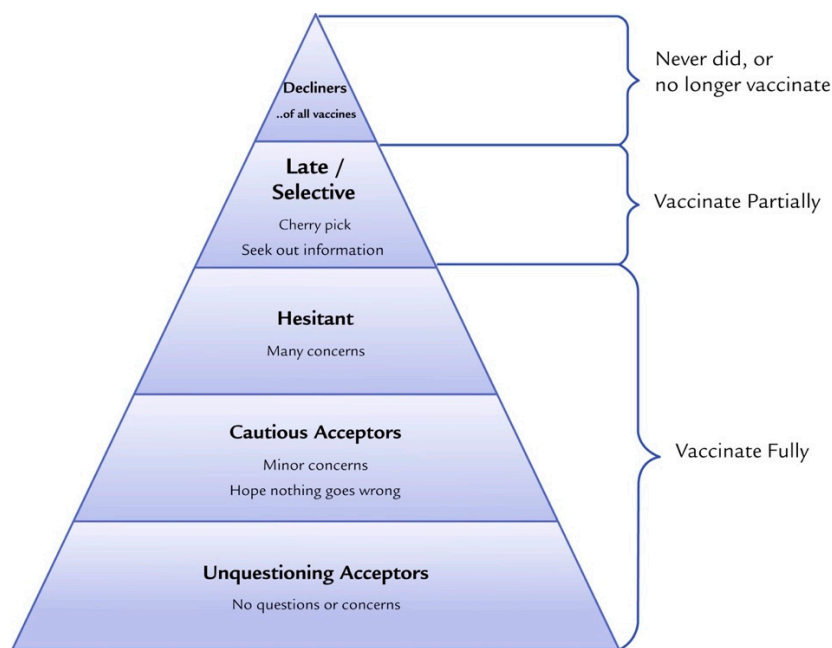 Decliners
..of all vaccines
Never did, or
no longer vaccinate
Late /
Selective
Cherry pick
Seek out information
Vaccinate Partially
Hesitant
Many concerns
Cautious Acceptors
Minor concerns
Hope nothing goes wrong
Vaccinate Fully
Unquestioning Acceptors
No questions or concerns